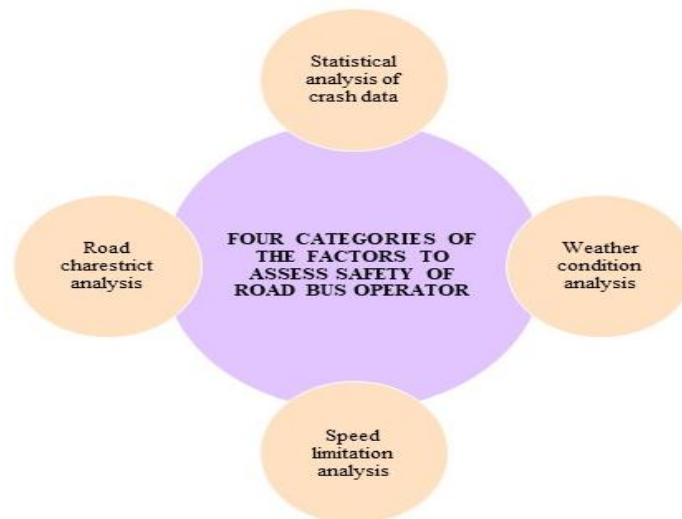 Statistical
analysis of
crash data
FOUR CATEGORIES OF
THE FACTORS TO
ASSESS SAFETY OF
ROAD BUS OPERATOR
Road
charestrict
analysis
Weather
condition
analysis
Speed
limitation
analysis